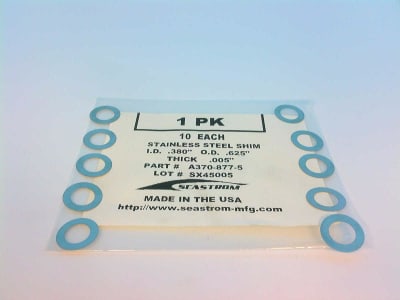 1 PK
10 EACH
STAINLESS STEEL SHIM
I.D. .380" O.D. .625"
THICK .005"
PART # A370-877-5
LOT # SX45005
SEASTROM
MADE IN THE USA
http://www.seastrom-mfg.com